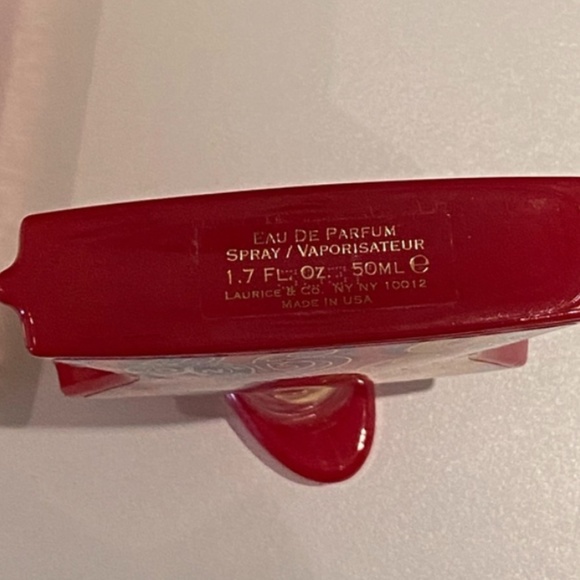 EAU DE PARFUM
SPRAY / VAPORISATEUR
1.7 FL. OZ. 50ML ℮
LAURICE & CO. NY NY 10012
MADE IN USA